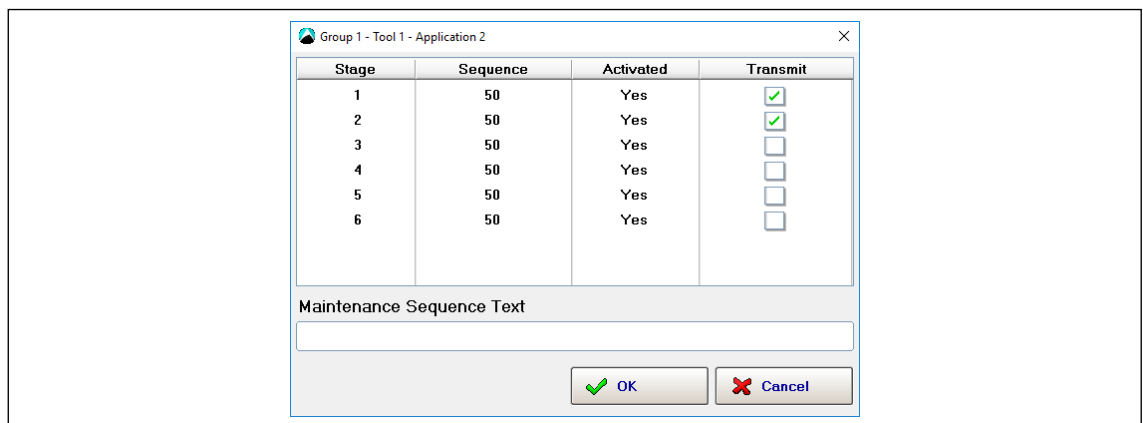 Group 1 - Tool 1 - Application 2
Stage Sequence Activated Transmit
1 50 Yes
2 50 Yes
3 50 Yes
4 50 Yes
5 50 Yes
6 50 Yes
Maintenance Sequence Text
OK Cancel